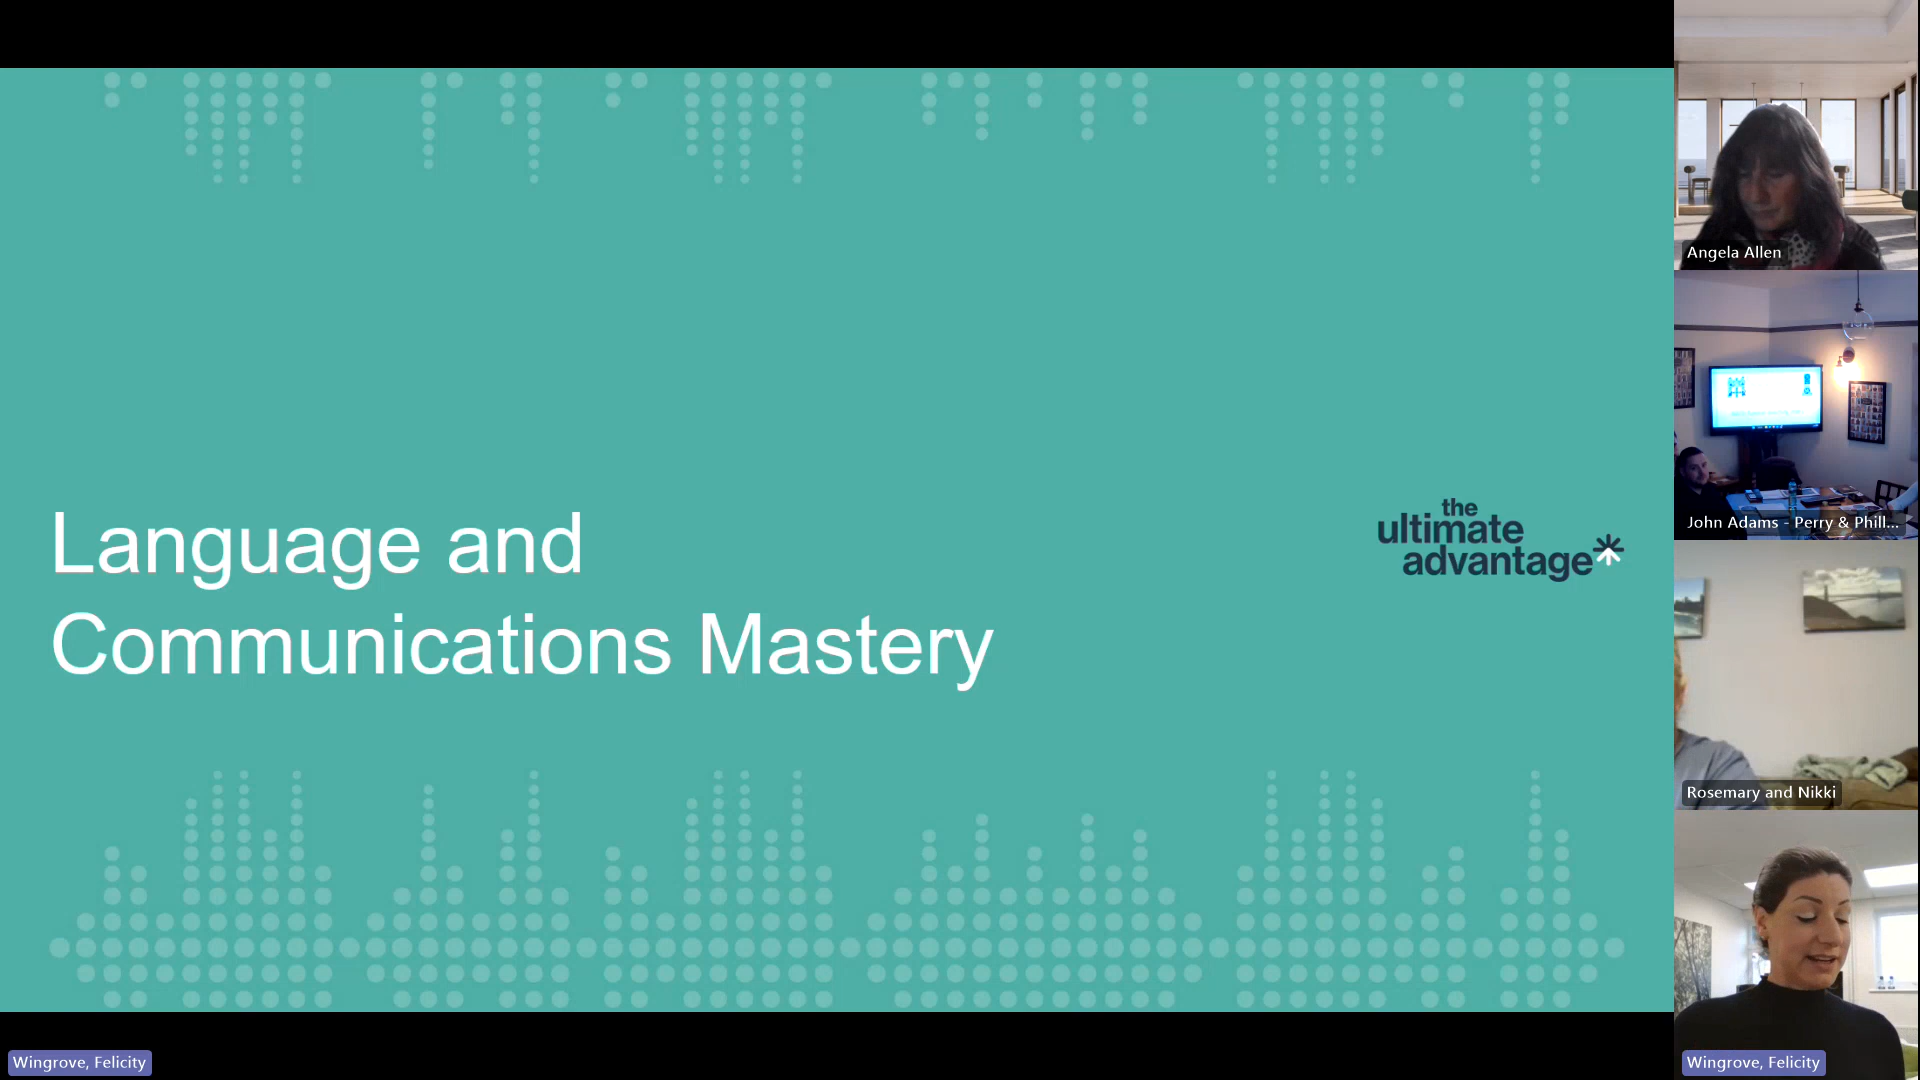 Language and
Communications Mastery
the
ultimate
advantage
Angela Allen
John Adams - Perry & Phill...
Rosemary and Nikki
Wingrove, Felicity
Wingrove, Felicity